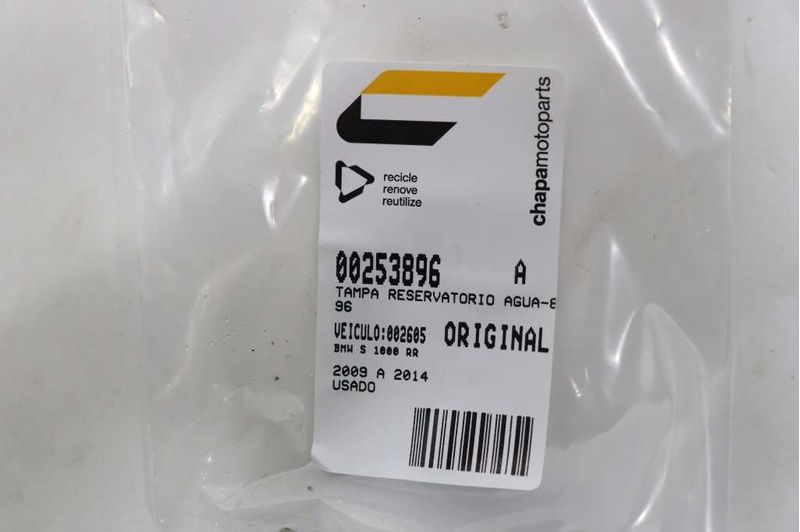 chapamotoparts
recicle
renove
reutilize
00253896 A
TAMPA RESERVATORIO AGUA-8
96
VEICULO:002605 ORIGINAL
BMW S 1000 RR
2009 A 2014
USADO